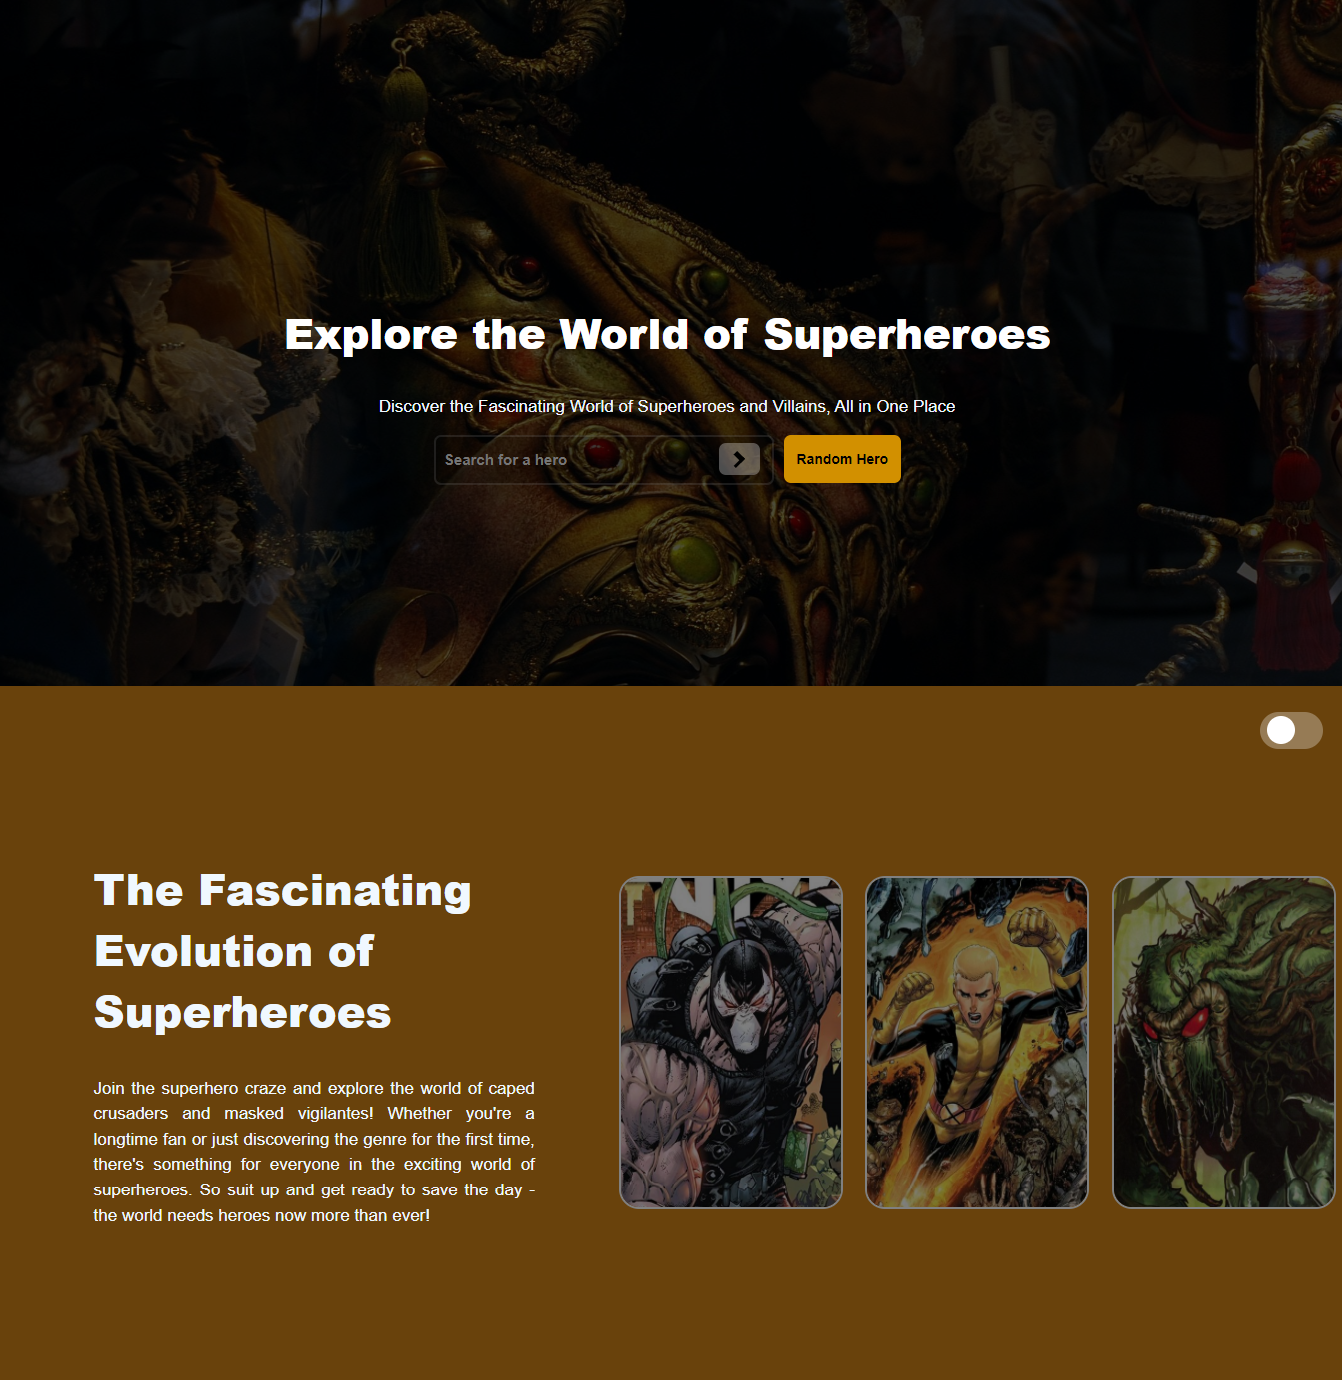 Explore the World of Superheroes
Discover the Fascinating World of Superheroes and Villains, All in One Place
Search for a hero
Random Hero
The Fascinating
Evolution of
Superheroes
Join the superhero craze and explore the world of caped
crusaders and masked vigilantes! Whether you're a
longtime fan or just discovering the genre for the first time,
there's something for everyone in the exciting world of
superheroes. So suit up and get ready to save the day -
the world needs heroes now more than ever!